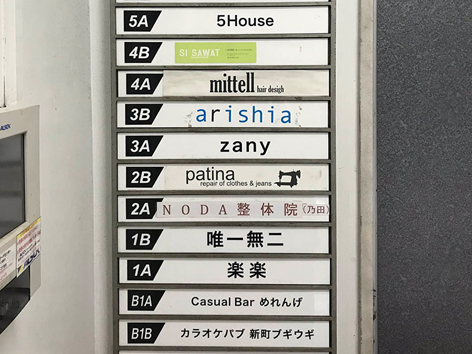 5A 5House
4B SI SAWAT
4A mittell hair desigh
3B arishia
3A zany
2B patina
repair of clothes & jeans
2A NODA整体院(乃田)
1B 唯一無二
1A 楽楽
B1A Casual Bar めれんげ
B1B カラオケパブ 新町ブギウギ